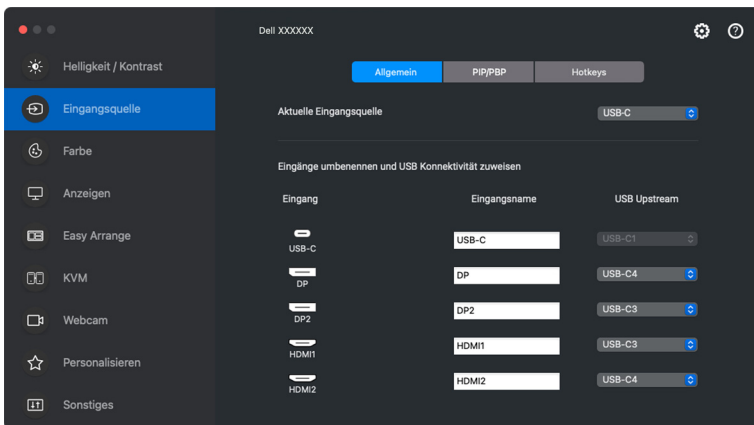 Dell XXXXXX
Helligkeit / Kontrast
Eingangsquelle
Farbe
Anzeigen
Easy Arrange
KVM
Webcam
Personalisieren
Sonstiges
Allgemein PIP/PBP Hotkeys
Aktuelle Eingangsquelle USB-C
Eingänge umbenennen und USB Konnektivität zuweisen
Eingang Eingangsname USB Upstream
USB-C USB-C USB-C1
DP DP USB-C4
DP2 DP2 USB-C3
HDMI1 HDMI1 USB-C3
HDMI2 HDMI2 USB-C4